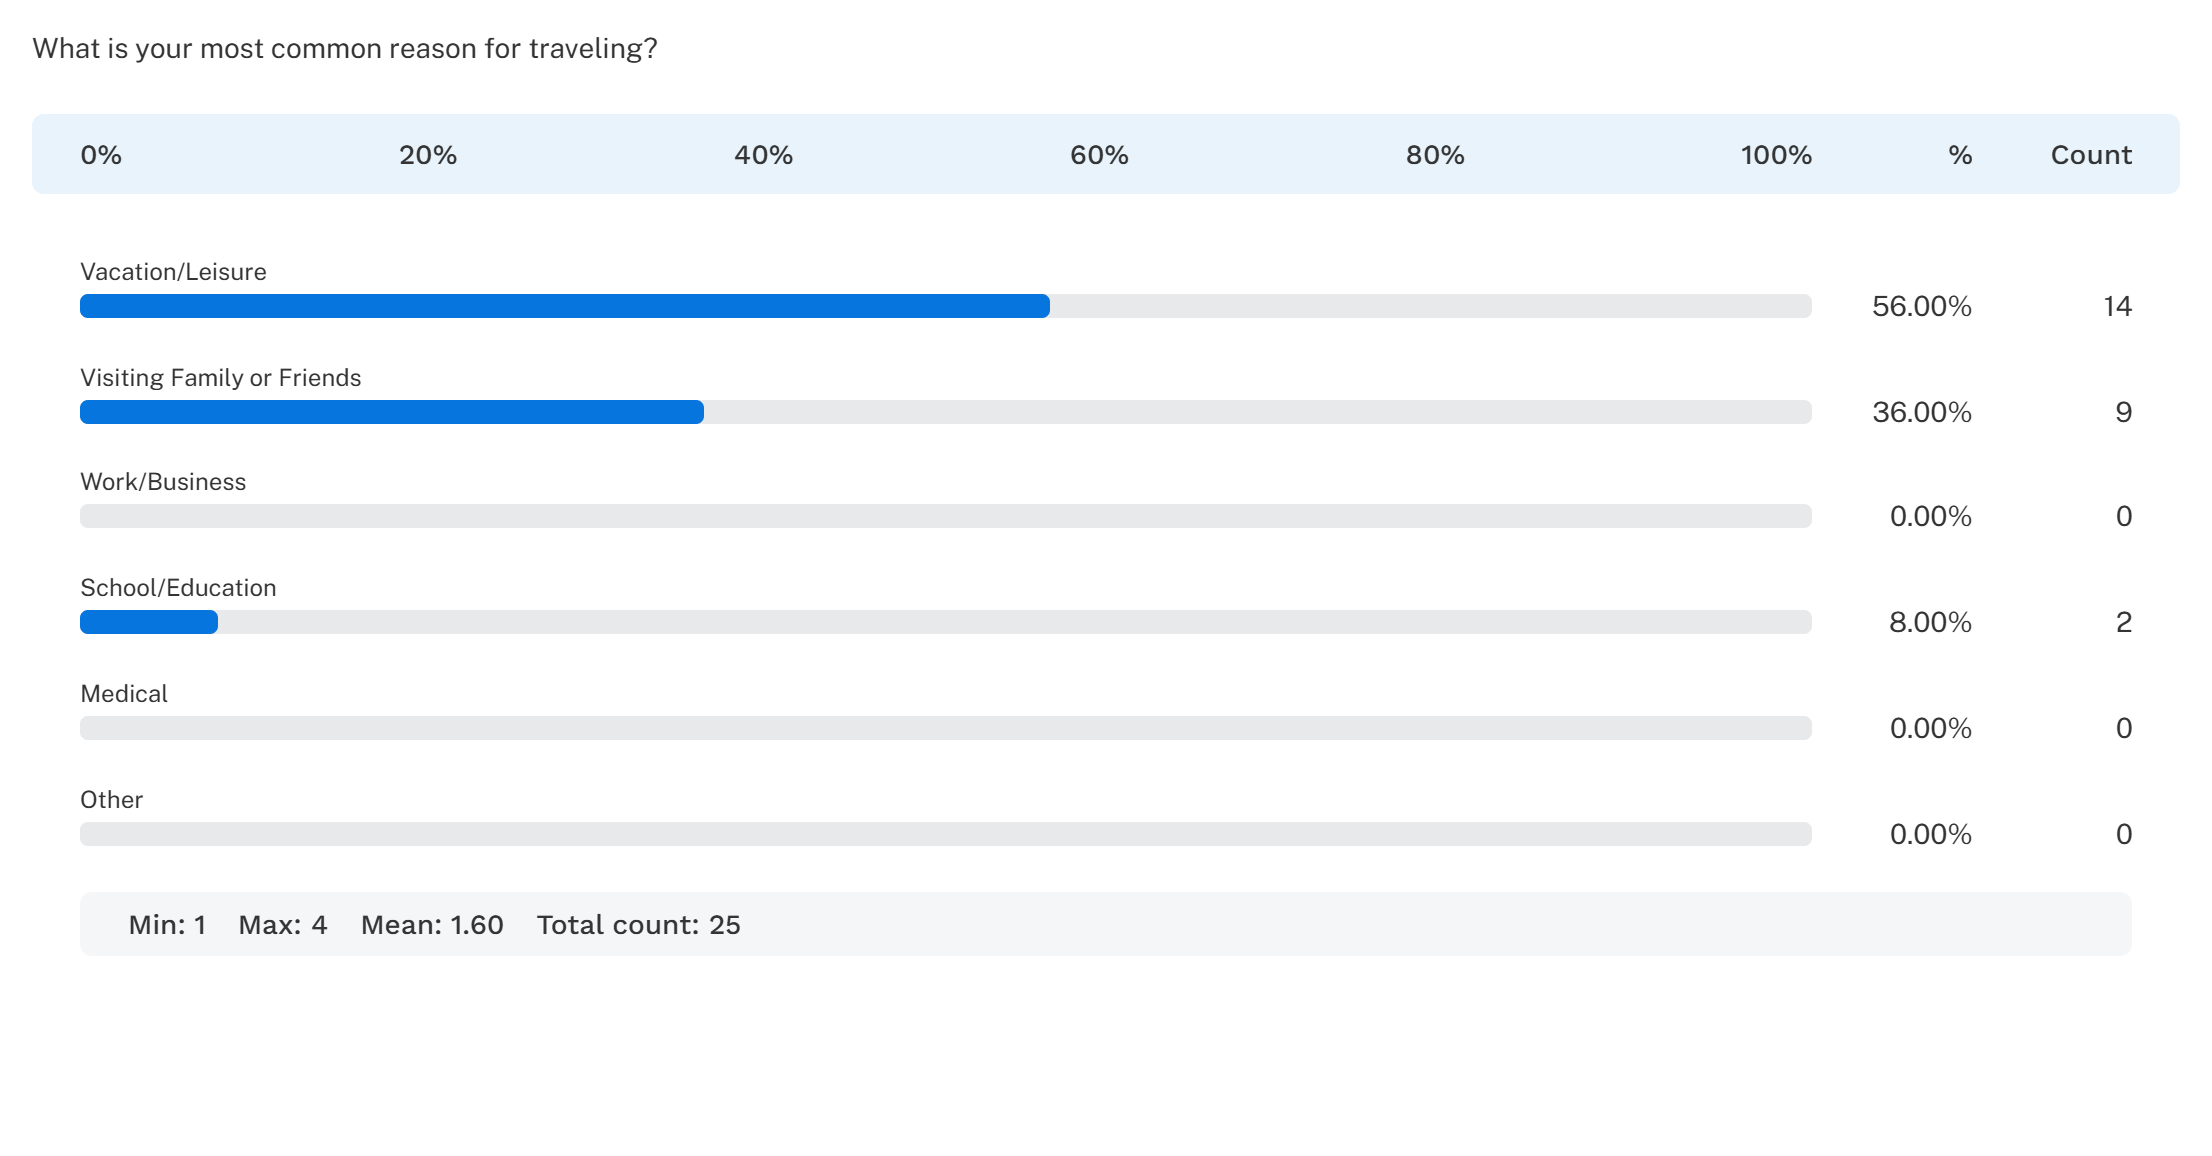 What is your most common reason for traveling?
0% 20% 40% 60% 80% 100% % Count
Vacation/Leisure
56.00% 14
Visiting Family or Friends
36.00% 9
Work/Business
0.00% 0
School/Education
8.00% 2
Medical
0.00% 0
Other
0.00% 0
Min: 1 Max: 4 Mean: 1.60 Total count: 25